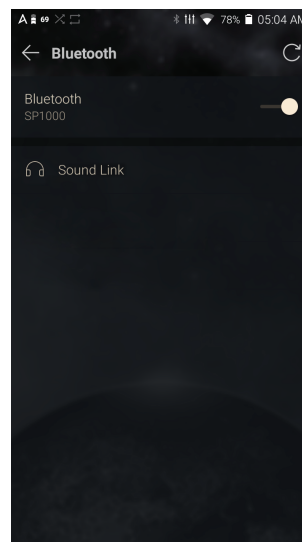 A 69 78% 05:04 AM
Bluetooth
Bluetooth
SP1000
Sound Link